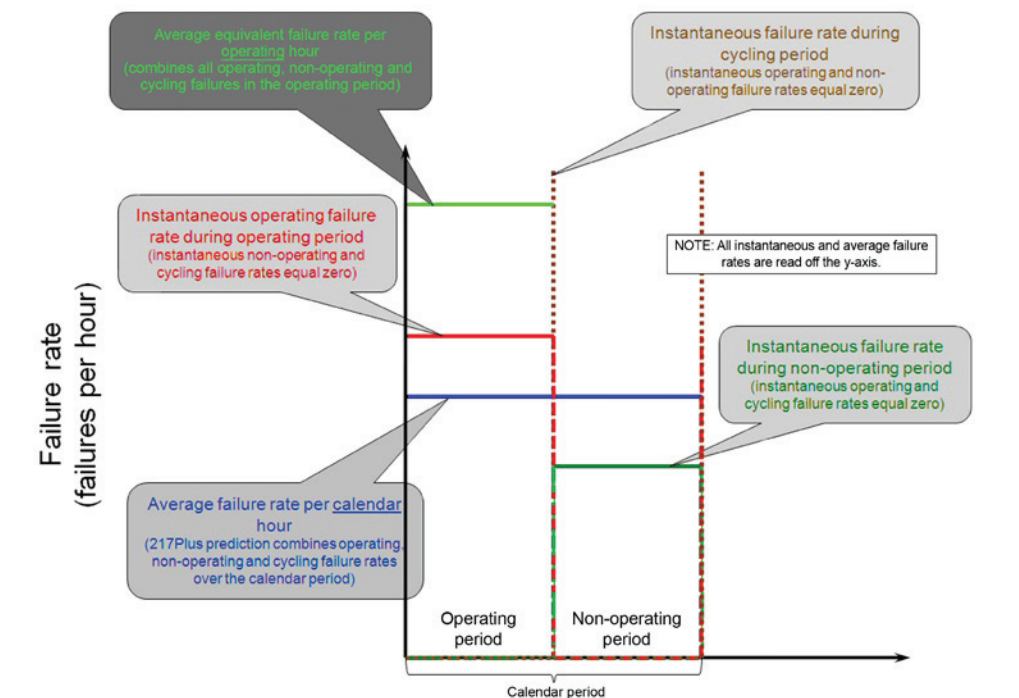 Average equivalent failure rate per
operating hour
(combines all operating, non-operating and
cycling failures in the operating period)
Instantaneous failure rate during
cycling period
(instantaneous operating and non-
operating failure rates equal zero)
Instantaneous operating failure
rate during operating period
(instantaneous non-operating and
cycling failure rates equal zero)
NOTE: All instantaneous and average failure
rates are read off the y-axis.
Failure rate
(failures per hour)
Instantaneous failure rate
during non-operating period
(instantaneous operating and
cycling failure rates equal zero)
Average failure rate per calendar
hour
(217Plus prediction combines operating,
non-operating and cycling failure rates
over the calendar period)
Operating
period
Non-operating
period
Calendar period